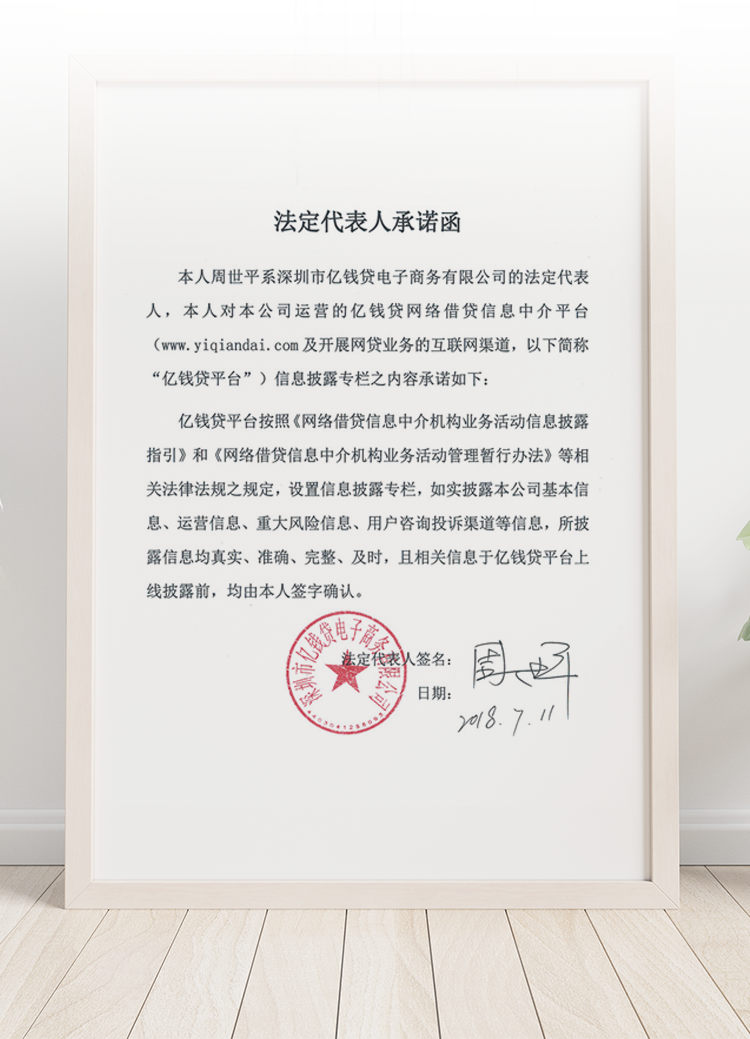 法定代表人承诺函
本人周世平系深圳市亿钱贷电子商务有限公司的法定代表
人，本人对本公司运营的亿钱贷网络借贷信息中介平台
（www.yiqiandai.com 及开展网贷业务的互联网渠道，以下简称
“亿钱贷平台”）信息披露专栏之内容承诺如下：
亿钱贷平台按照《网络借贷信息中介机构业务活动信息披露
指引》和《网络借贷信息中介机构业务活动管理暂行办法》等相
关法律法规之规定，设置信息披露专栏，如实披露本公司基本信
息、运营信息、重大风险信息、用户咨询投诉渠道等信息，所披
露信息均真实、准确、完整、及时，且相关信息于亿钱贷平台上
线披露前，均由本人签字确认。
深圳市亿钱贷电子商务有限公司
法定代表人签名： 周世平
日期：
2018.7.11